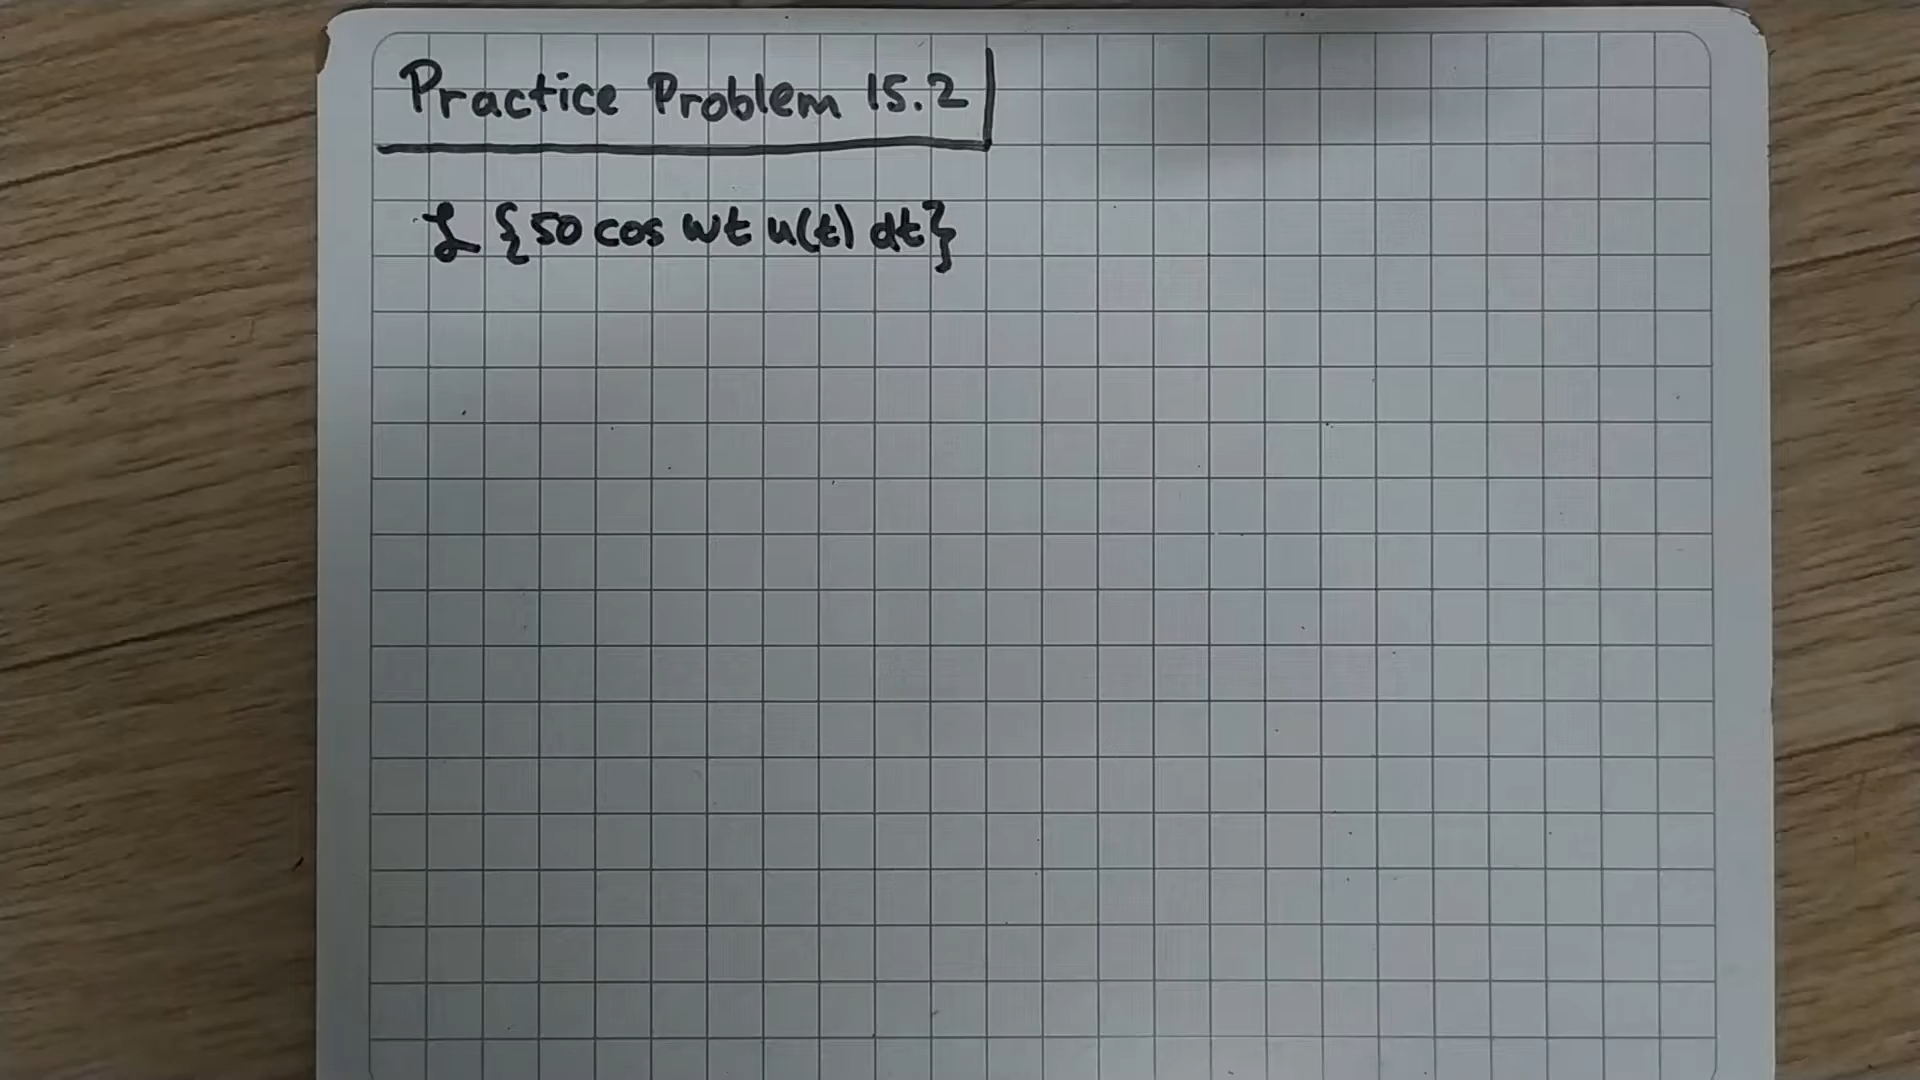 Practice Problem 15.2
ℒ {50 cos wt u(t) dt}